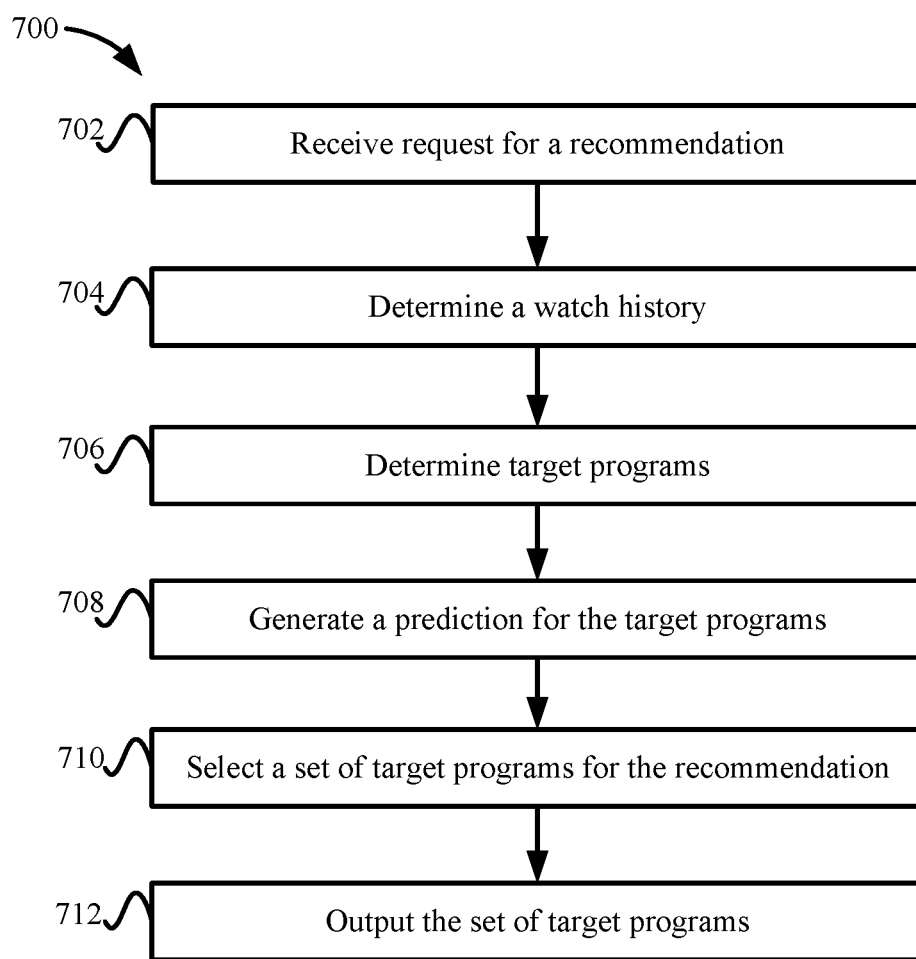 700
702
Receive request for a recommendation
704
Determine a watch history
706
Determine target programs
708
Generate a prediction for the target programs
710
Select a set of target programs for the recommendation
712
Output the set of target programs